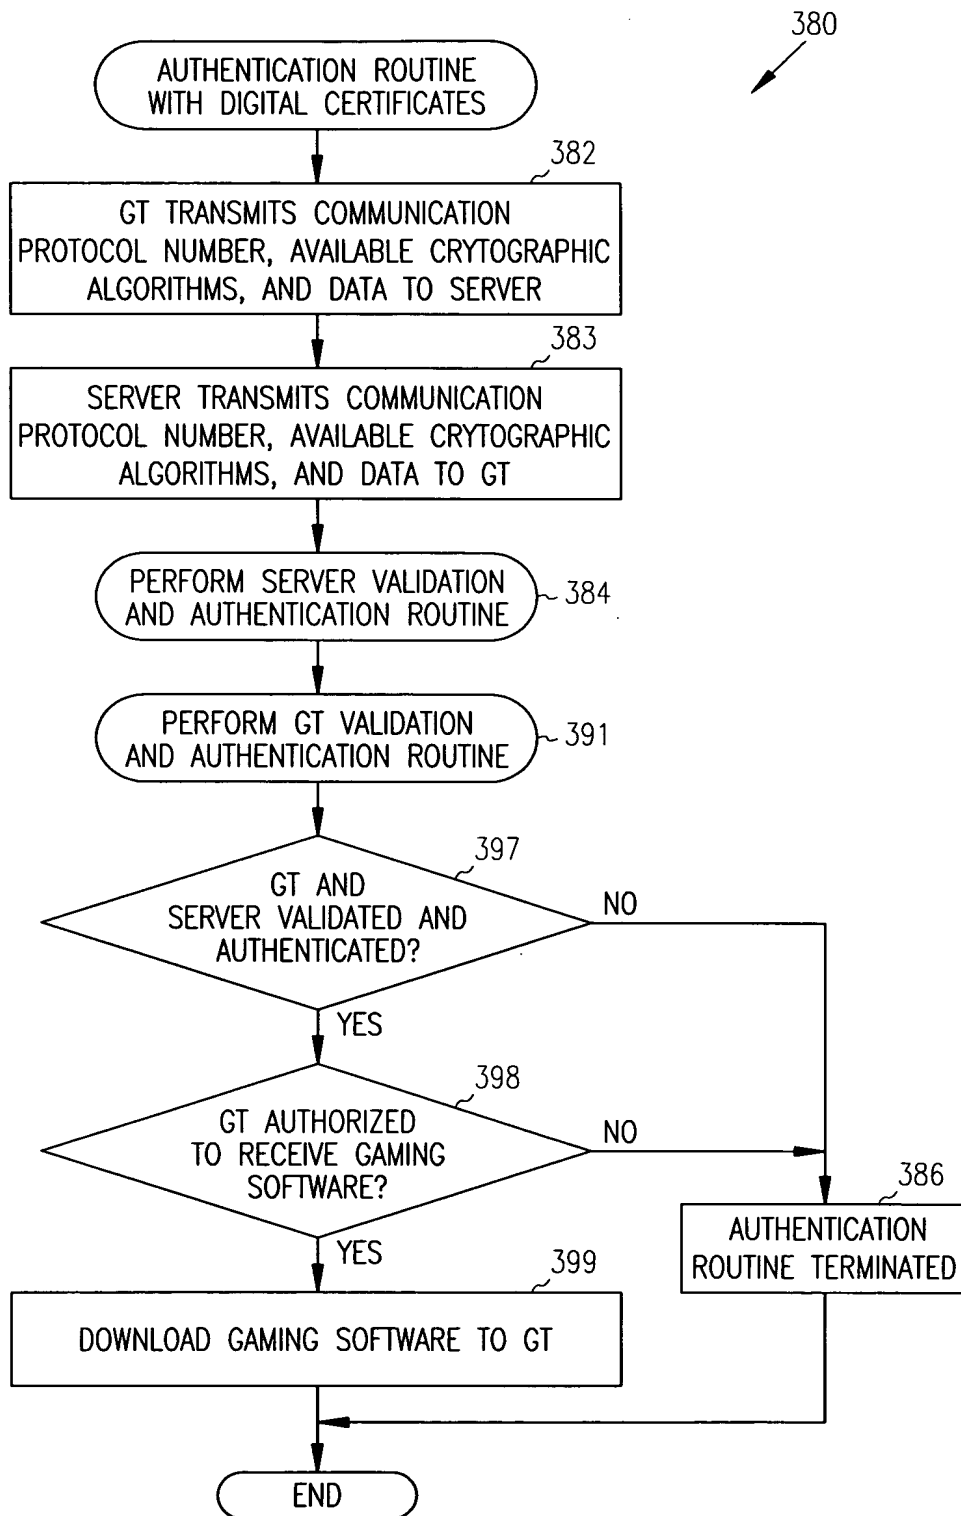 380
AUTHENTICATION ROUTINE
WITH DIGITAL CERTIFICATES
382
GT TRANSMITS COMMUNICATION
PROTOCOL NUMBER, AVAILABLE CRYTOGRAPHIC
ALGORITHMS, AND DATA TO SERVER
383
SERVER TRANSMITS COMMUNICATION
PROTOCOL NUMBER, AVAILABLE CRYTOGRAPHIC
ALGORITHMS, AND DATA TO GT
PERFORM SERVER VALIDATION
AND AUTHENTICATION ROUTINE
384
PERFORM GT VALIDATION
AND AUTHENTICATION ROUTINE
391
397
GT AND
SERVER VALIDATED AND
AUTHENTICATED?
NO
YES
398
GT AUTHORIZED
TO RECEIVE GAMING
SOFTWARE?
NO
YES
386
AUTHENTICATION
ROUTINE TERMINATED
399
DOWNLOAD GAMING SOFTWARE TO GT
END